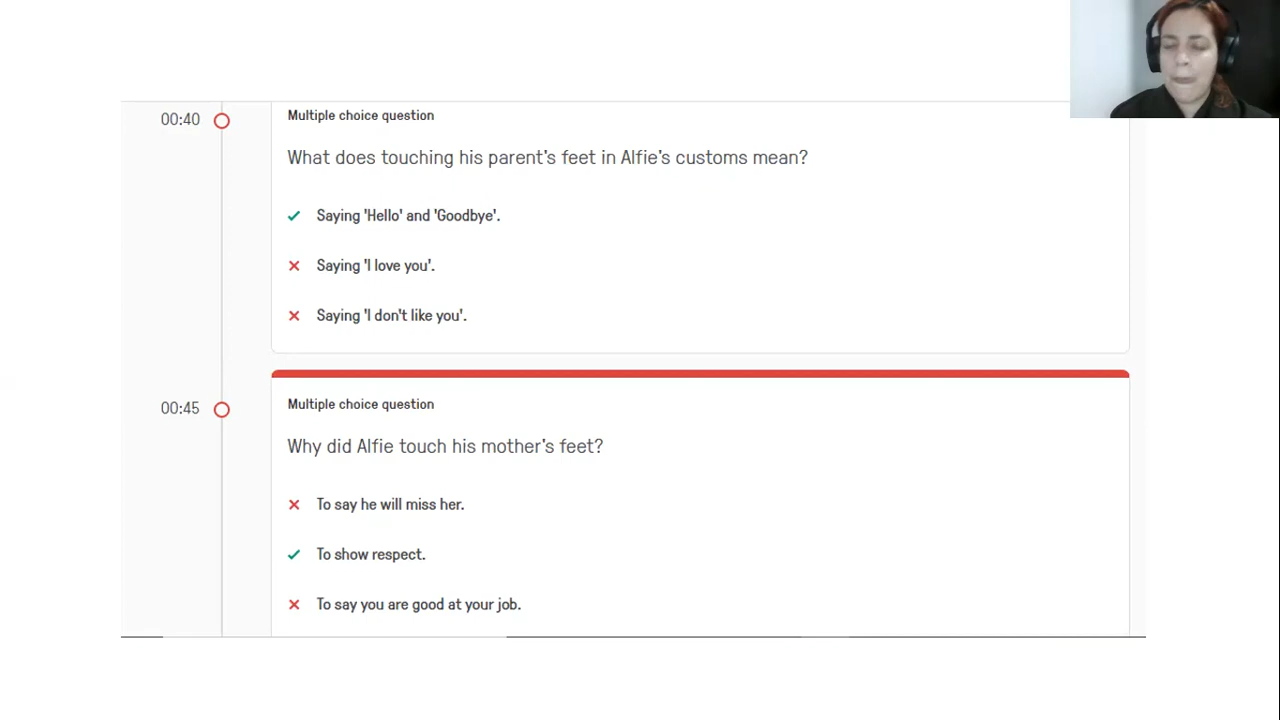 00:40
Multiple choice question
What does touching his parent's feet in Alfie's customs mean?
Saying 'Hello' and 'Goodbye'.
Saying 'I love you'.
Saying 'I don't like you'.
00:45
Multiple choice question
Why did Alfie touch his mother's feet?
To say he will miss her.
To show respect.
To say you are good at your job.